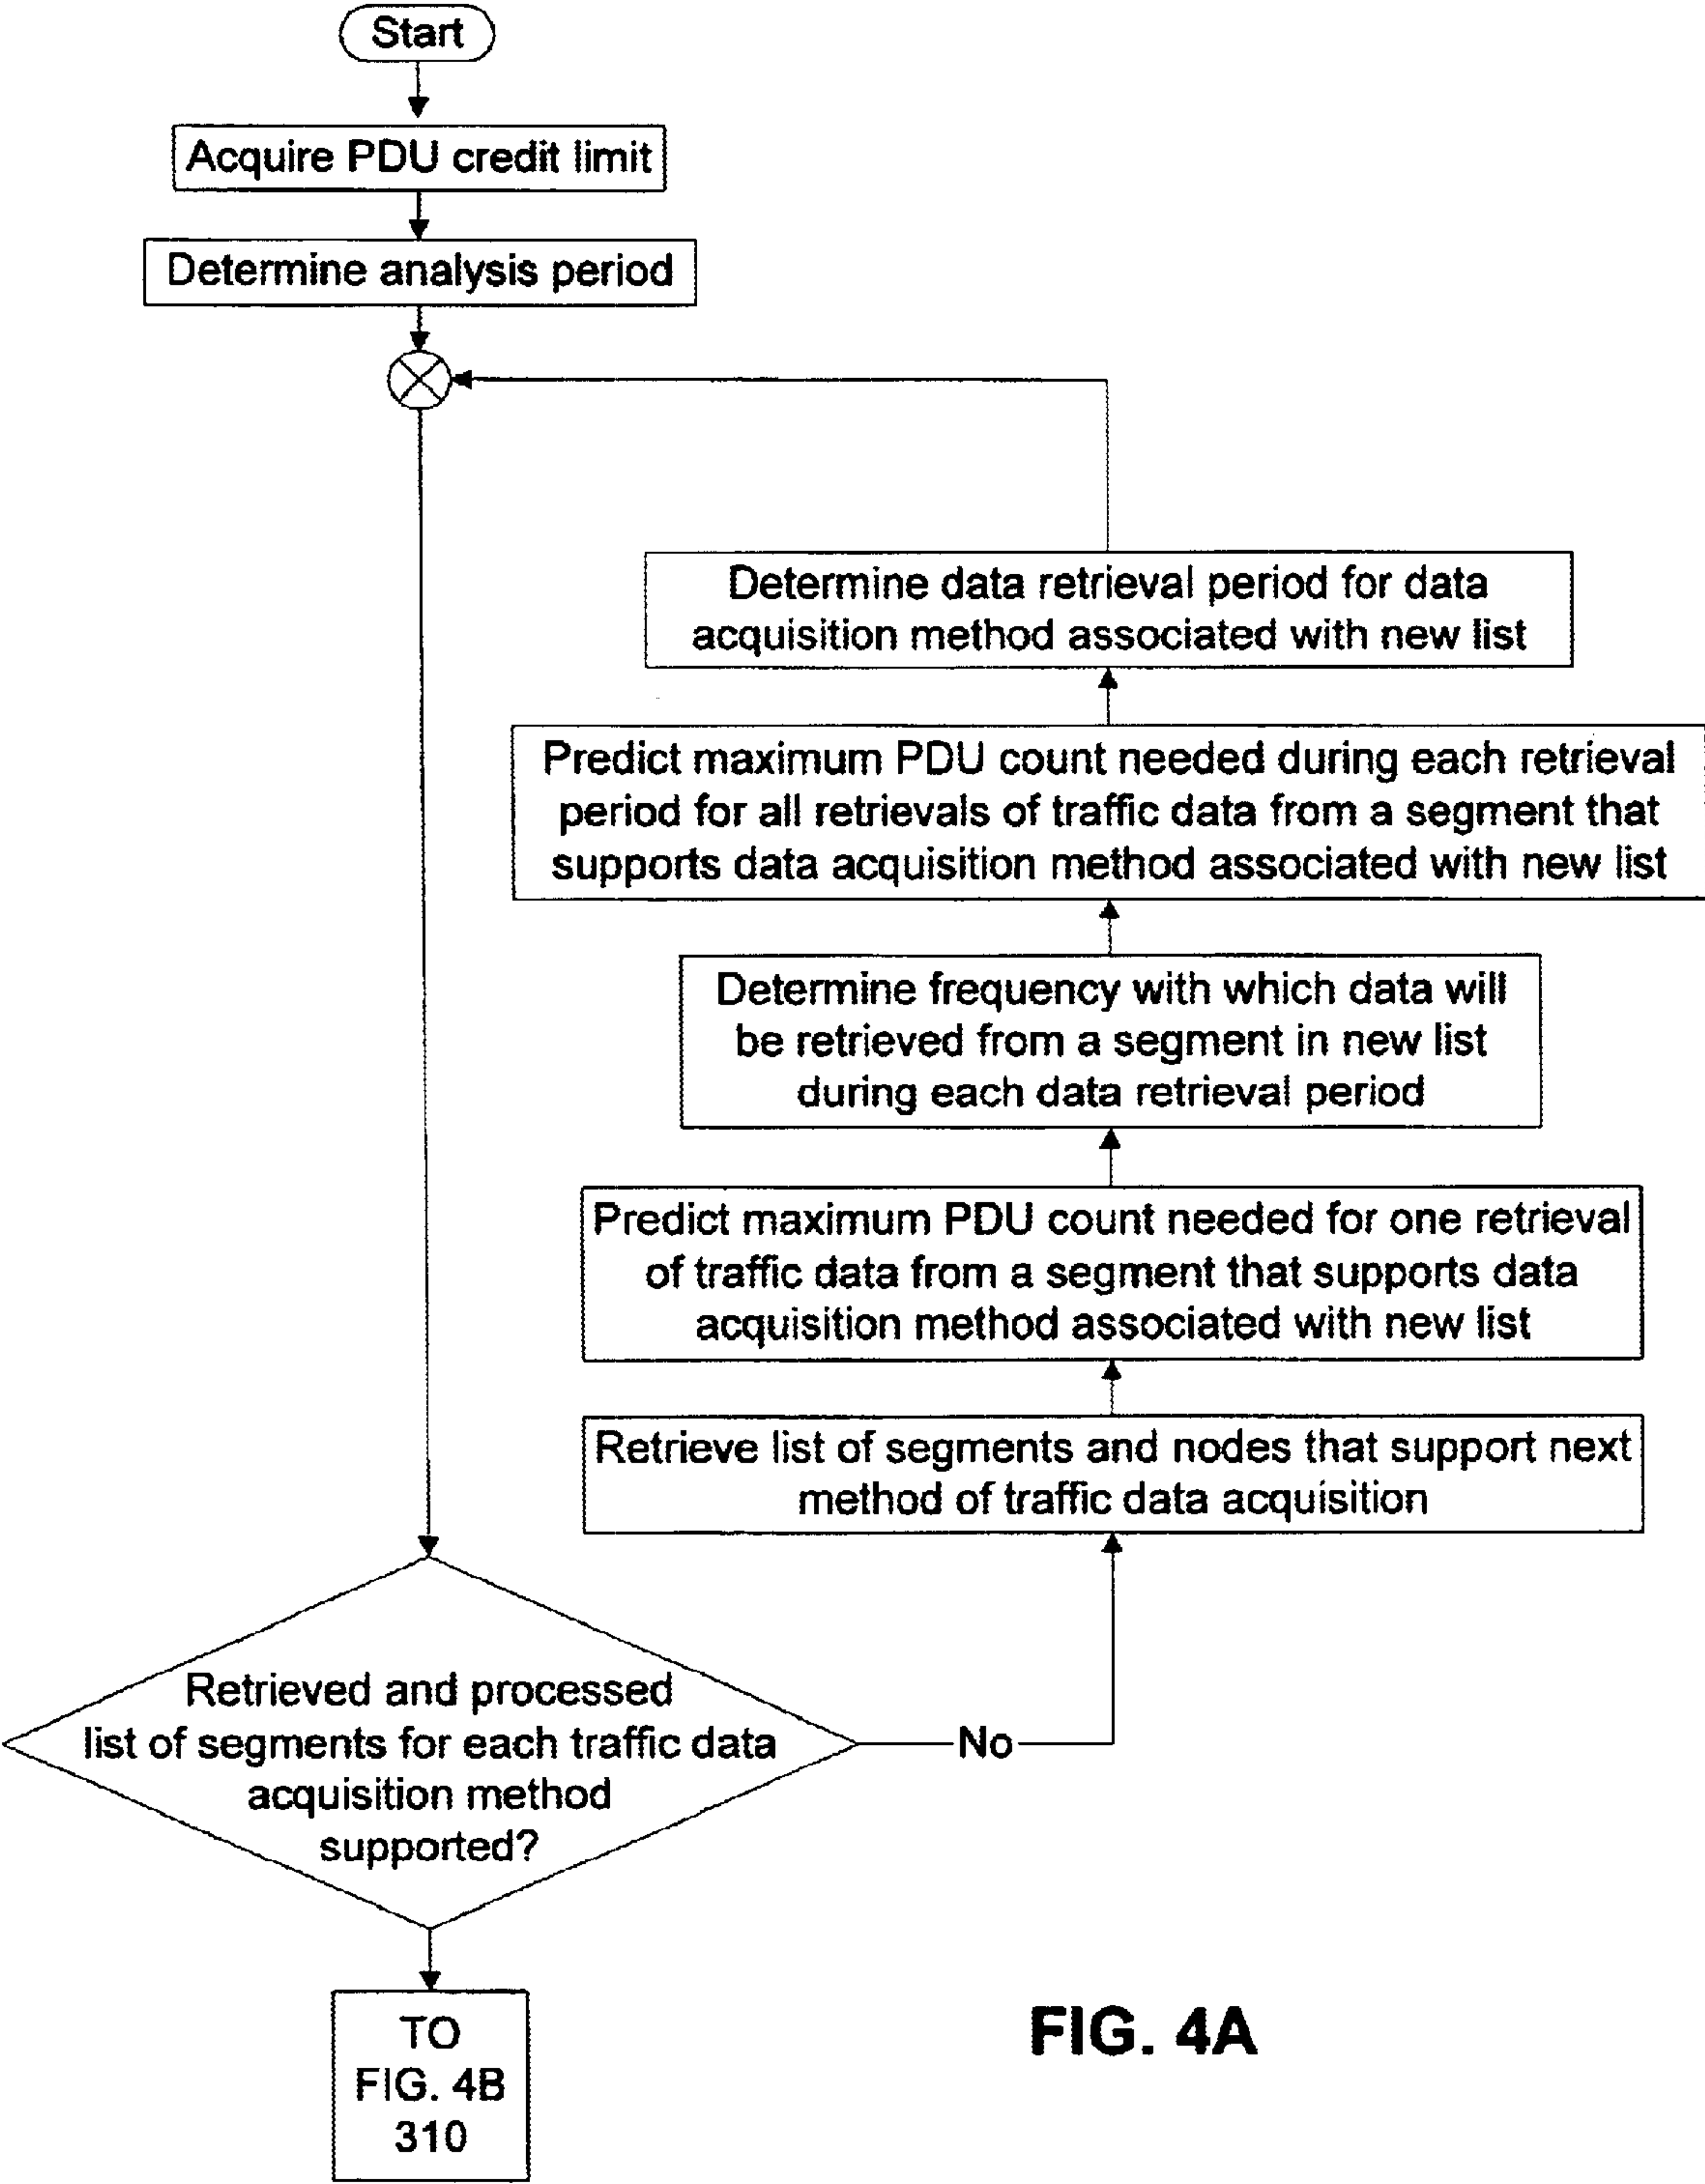 Start
Acquire PDU credit limit
Determine analysis period
Determine data retrieval period for data
acquisition method associated with new list
Predict maximum PDU count needed during each retrieval
period for all retrievals of traffic data from a segment that
supports data acquisition method associated with new list
Determine frequency with which data will
be retrieved from a segment in new list
during each data retrieval period
Predict maximum PDU count needed for one retrieval
of traffic data from a segment that supports data
acquisition method associated with new list
Retrieve list of segments and nodes that support next
method of traffic data acquisition
Retrieved and processed
list of segments for each traffic data
acquisition method
supported?
No
TO
FIG. 4B
310
FIG. 4A